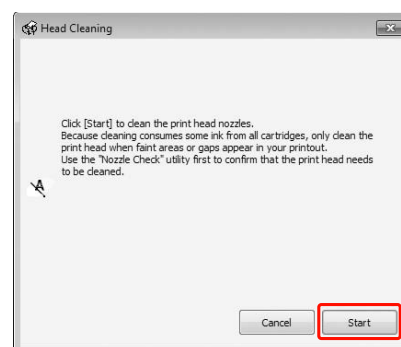 Head Cleaning
Click [Start] to clean the print head nozzles.
Because cleaning consumes some ink from all cartridges, only clean the
print head when faint areas or gaps appear in your printout.
Use the "Nozzle Check" utility first to confirm that the print head needs
to be cleaned.
A
Cancel Start